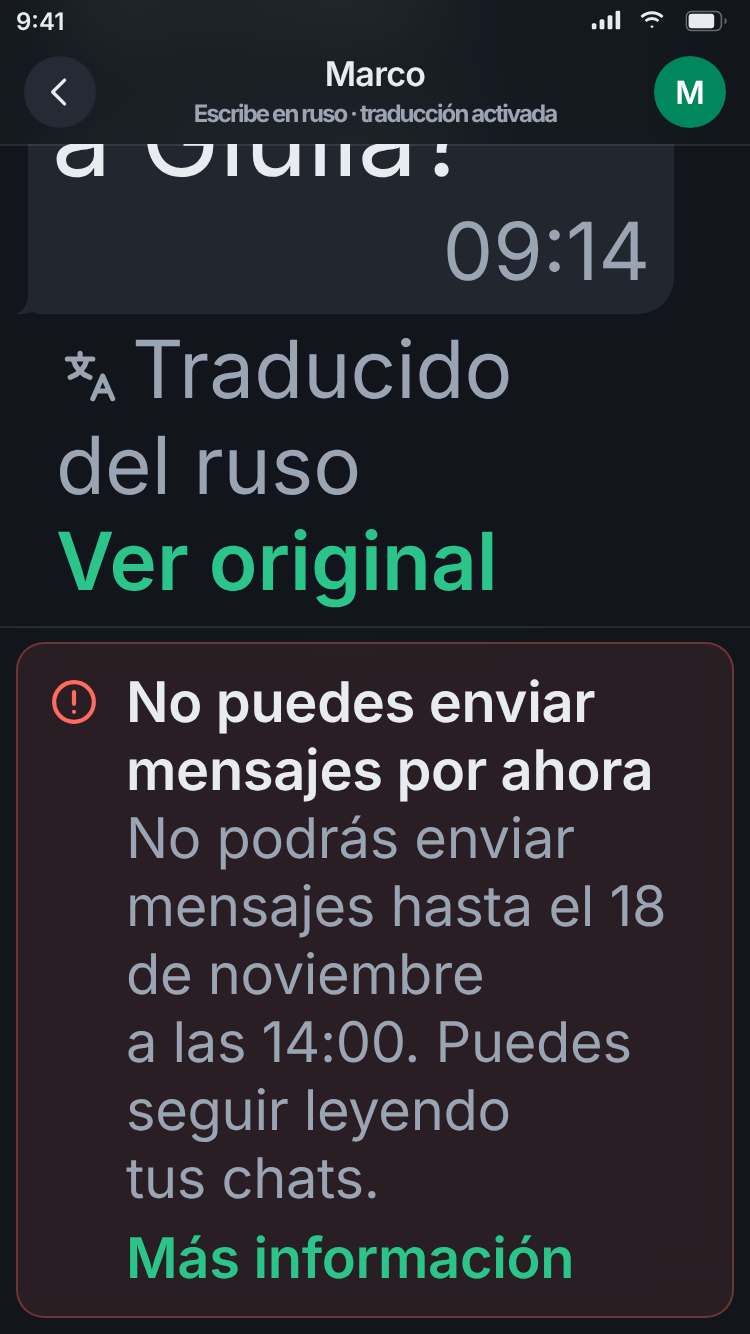 9:41
Marco
Escribe en ruso · traducción activada
M
a Giulia?
09:14
Traducido
del ruso
Ver original
No puedes enviar
mensajes por ahora
No podrás enviar
mensajes hasta el 18
de noviembre
a las 14:00. Puedes
seguir leyendo
tus chats.
Más información